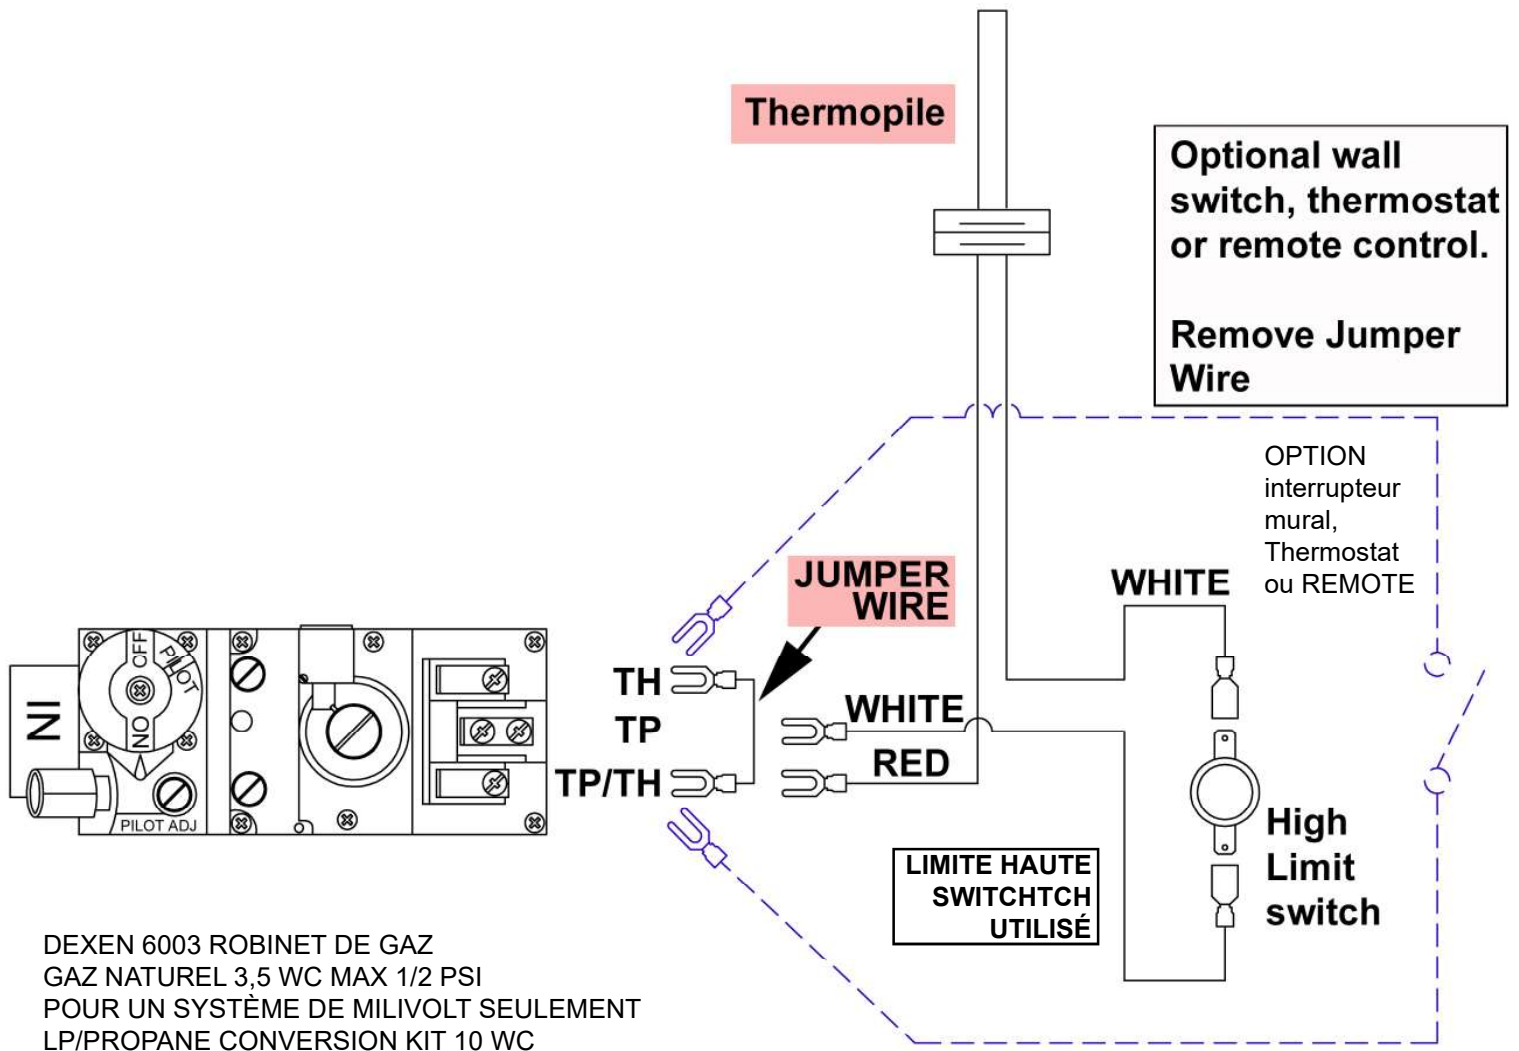 Thermopile
Optional wall
switch, thermostat
or remote control.
Remove Jumper
Wire
OPTION
interrupteur
mural,
Thermostat
ou REMOTE
JUMPER
WIRE
WHITE
TH
TP
TP/TH
WHITE
RED
IN
OFF
PILOT
ON
PILOT ADJ
High
Limit
switch
LIMITE HAUTE
SWITCHTCH
UTILISÉ
DEXEN 6003 ROBINET DE GAZ
GAZ NATUREL 3,5 WC MAX 1/2 PSI
POUR UN SYSTÈME DE MILIVOLT SEULEMENT
LP/PROPANE CONVERSION KIT 10 WC